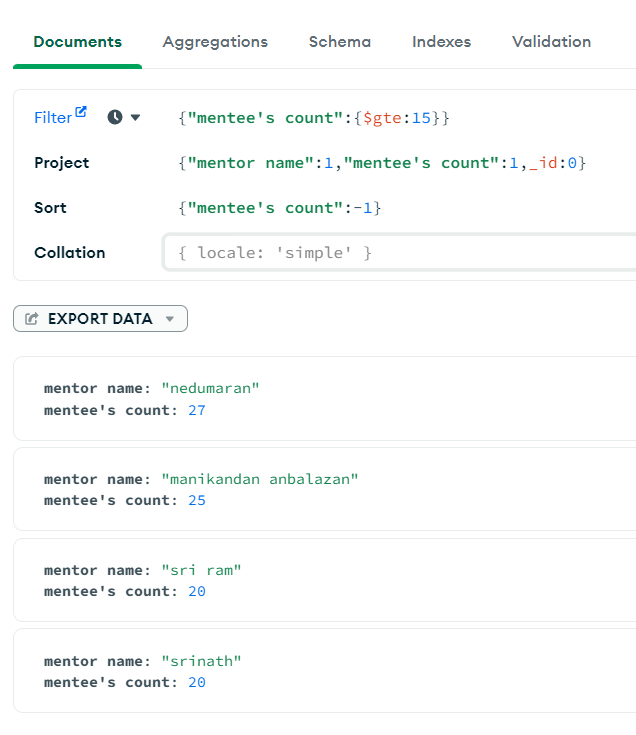 Documents Aggregations Schema Indexes Validation
Filter {"mentee's count":{$gte:15}}
Project {"mentor name":1,"mentee's count":1,_id:0}
Sort {"mentee's count":-1}
Collation { locale: 'simple' }
EXPORT DATA
mentor name: "nedumaran"
mentee's count: 27
mentor name: "manikandan anbalazan"
mentee's count: 25
mentor name: "sri ram"
mentee's count: 20
mentor name: "srinath"
mentee's count: 20